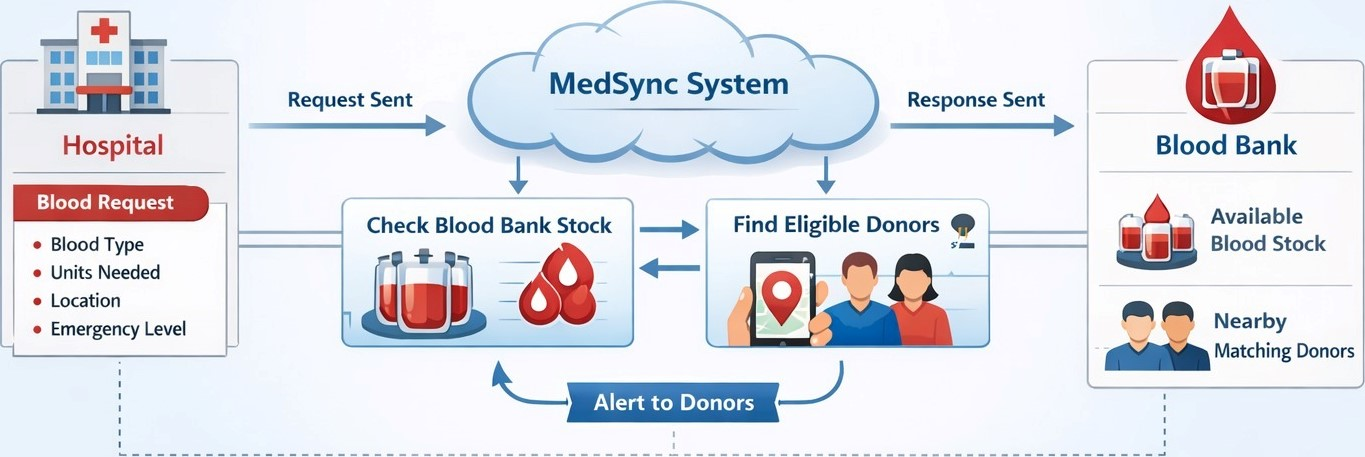 MedSync System
Request Sent
Response Sent
Hospital
Blood Bank
Blood Request
Blood Type
Units Needed
Location
Emergency Level
Check Blood Bank Stock
Find Eligible Donors
Available
Blood Stock
Nearby
Matching Donors
Alert to Donors